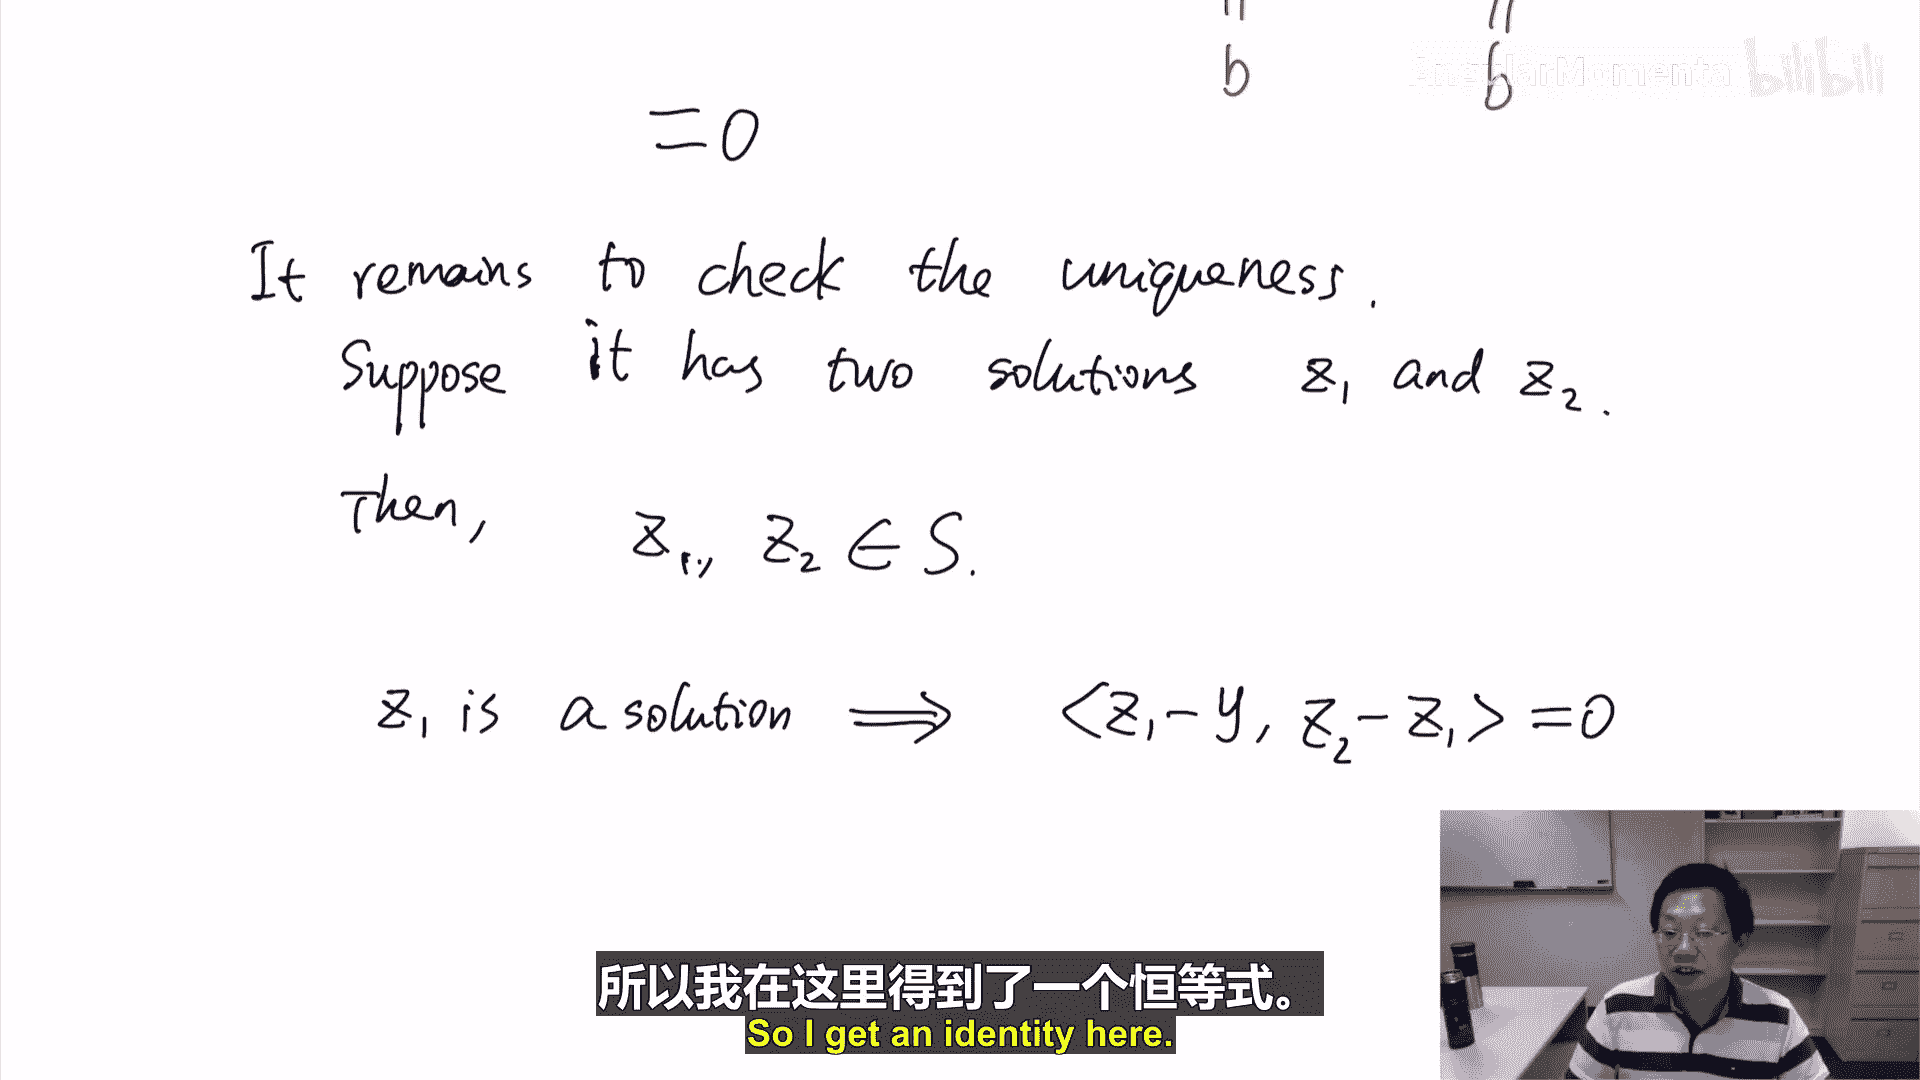 b b
=0
It remains to check the uniqueness.
Suppose it has two solutions z₁ and z₂.
Then, z₁, z₂ ∈ S.
z₁ is a solution ⟹ <z₁-y, z₂-z₁>=0
所以我在这里得到了一个恒等式。
So I get an identity here.
bilibili